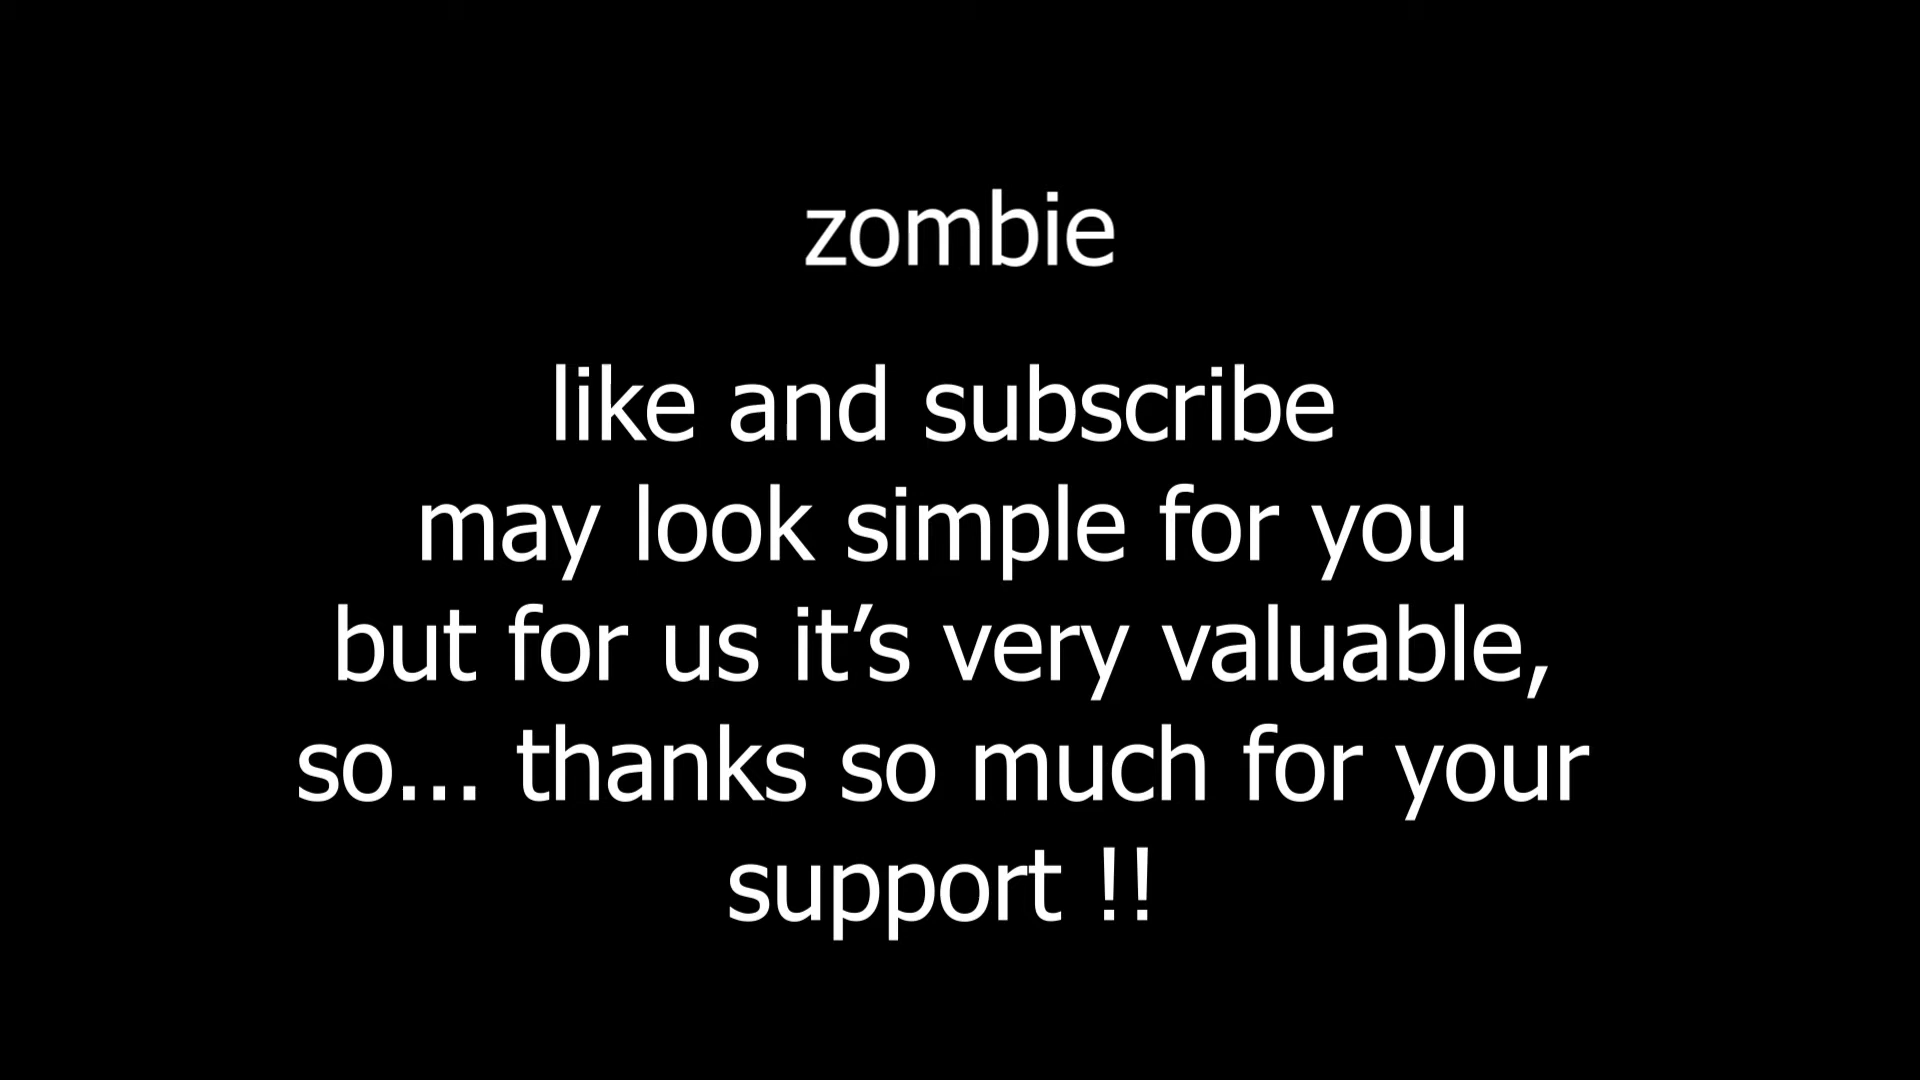 zombie
like and subscribe
may look simple for you
but for us it’s very valuable,
so... thanks so much for your
support !!